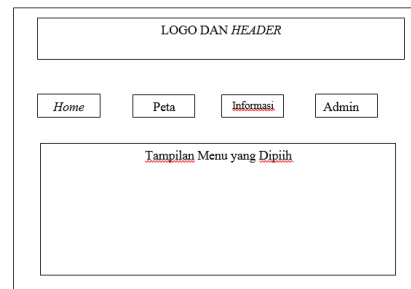 LOGO DAN HEADER
Home Peta Informasi Admin
Tampilan Menu yang Dipiih